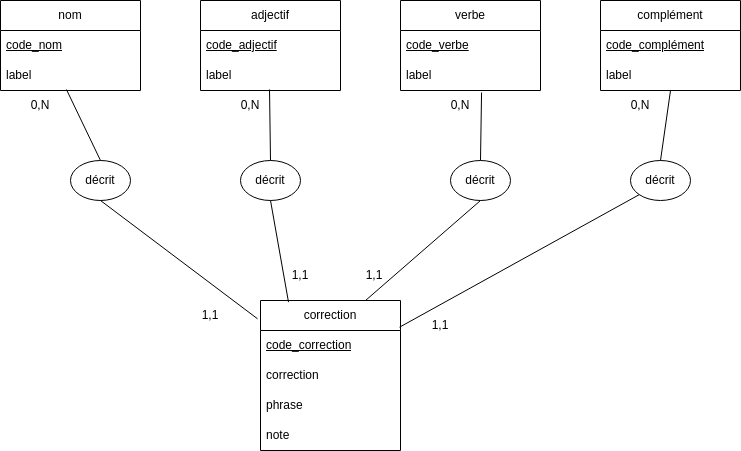 nom
code_nom
label
adjectif
code_adjectif
label
verbe
code_verbe
label
complément
code_complément
label
0,N
0,N
0,N
0,N
décrit
décrit
décrit
décrit
1,1
1,1
1,1
1,1
correction
code_correction
correction
phrase
note